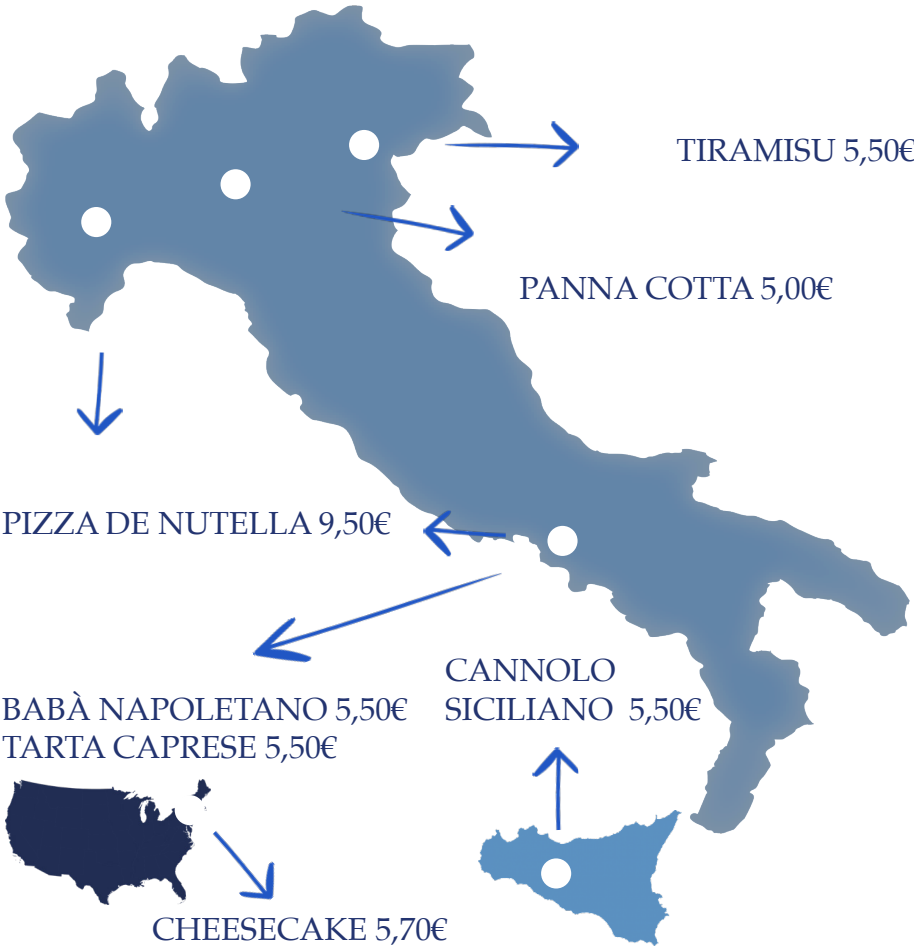 TIRAMISU 5,50€
PANNA COTTA 5,00€
PIZZA DE NUTELLA 9,50€
BABÀ NAPOLETANO 5,50€
TARTA CAPRESE 5,50€
CANNOLO
SICILIANO 5,50€
CHEESECAKE 5,70€